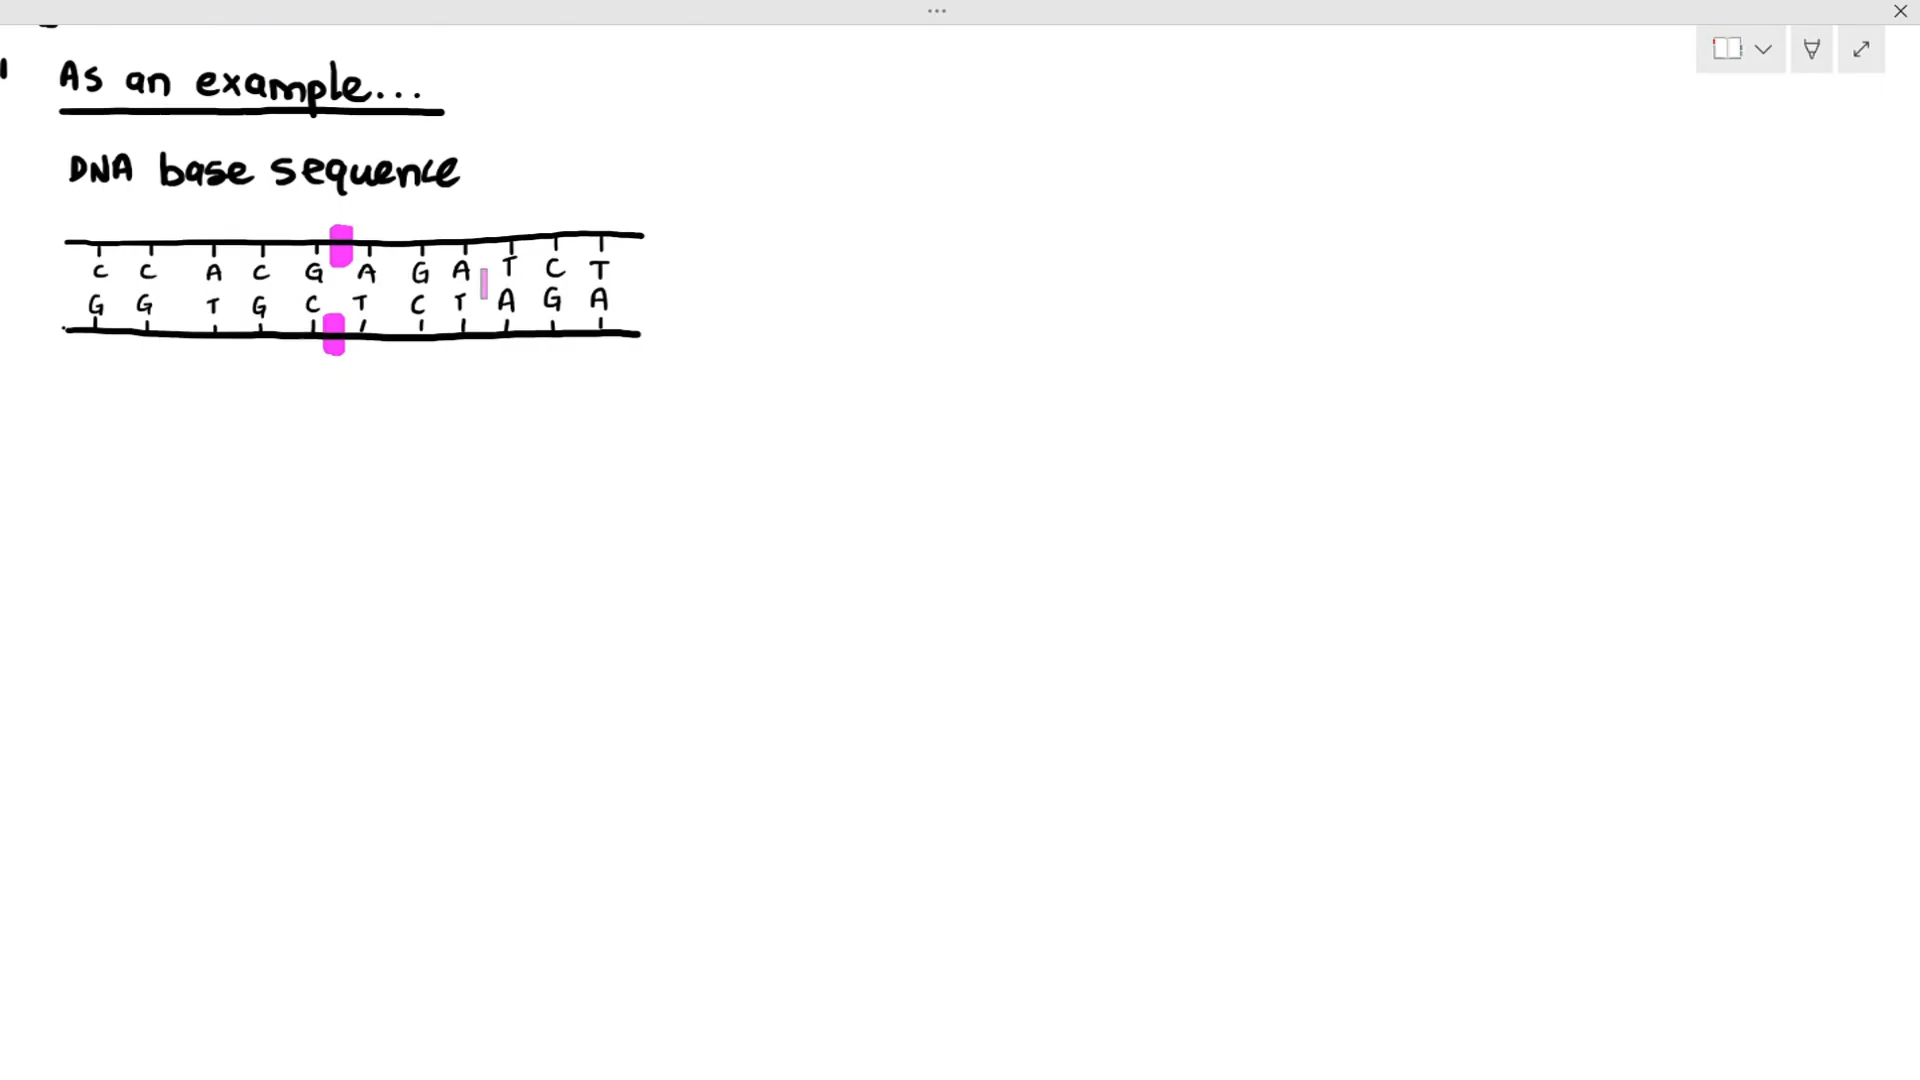 As an example...
DNA base sequence
C C A C G A G A T C T
G G T G C T C T A G A